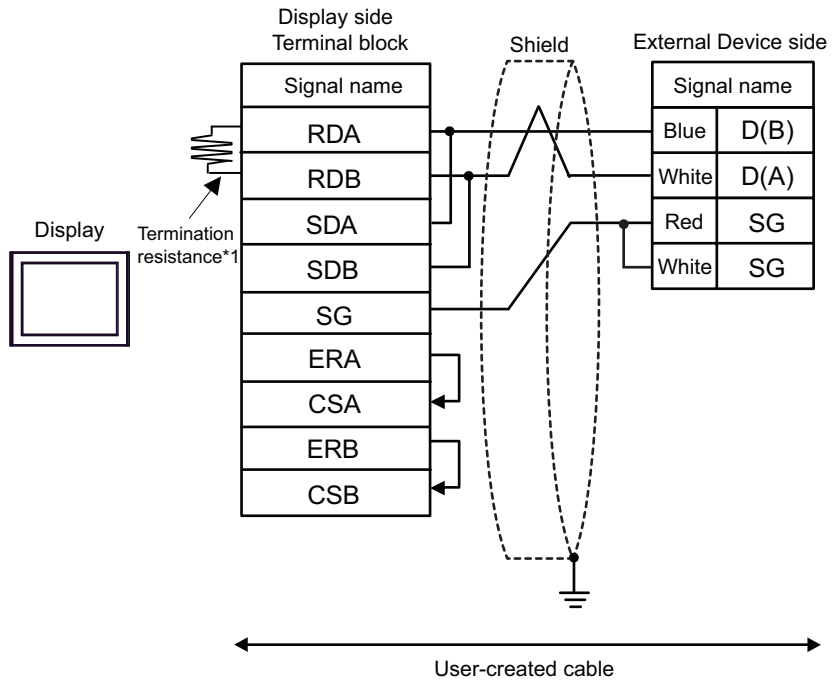 Display side
Terminal block
Shield
External Device side
Signal name
Signal name
RDA
Blue D(B)
RDB
White D(A)
SDA
Red SG
Display
Termination
resistance*1
SDB
White SG
SG
ERA
CSA
ERB
CSB
User-created cable